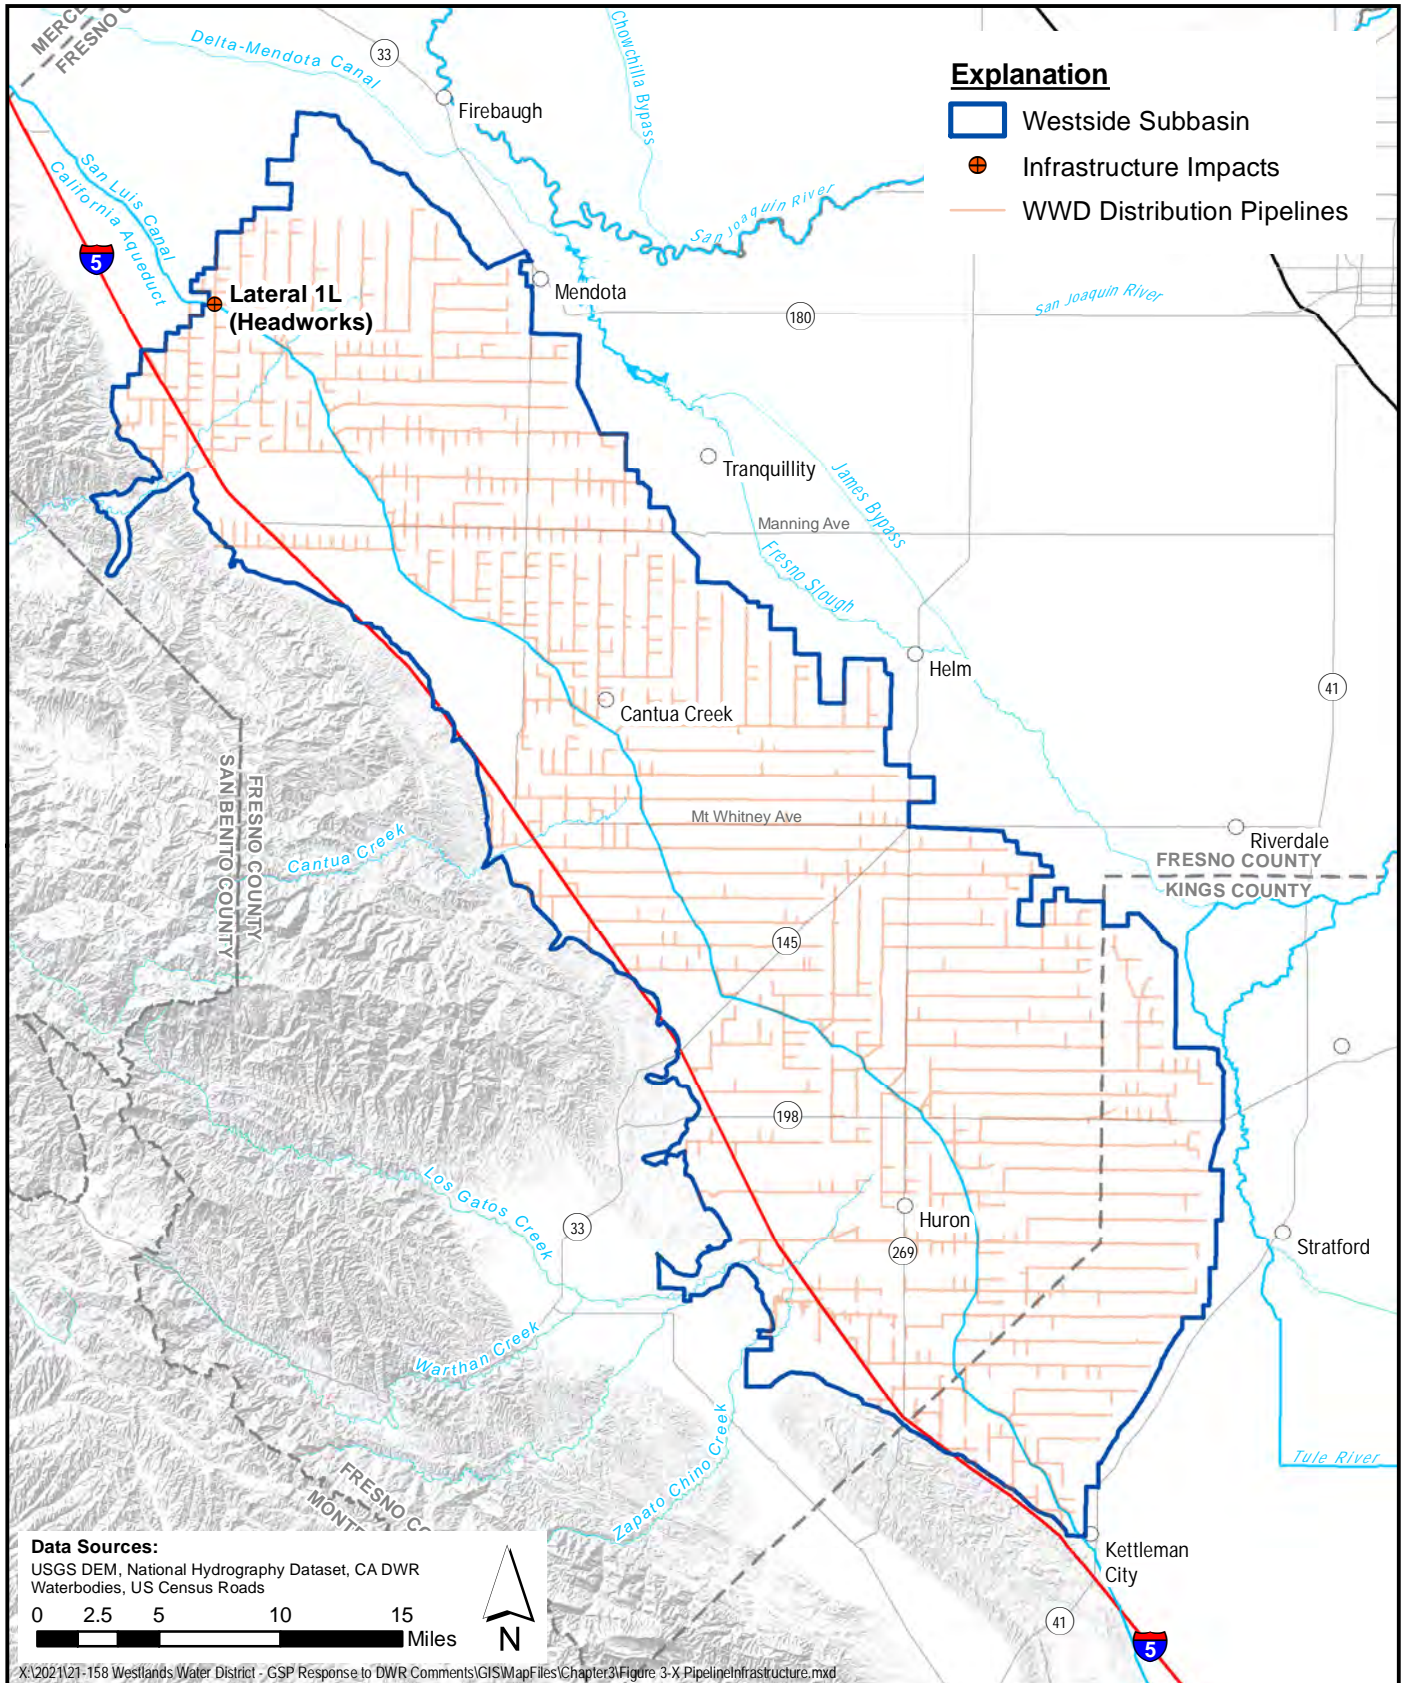 MERCE
FRESNO C
Delta-Mendota Canal
33
Chowchilla Bypass
Firebaugh
Explanation
Westside Subbasin
Infrastructure Impacts
WWD Distribution Pipelines
San Luis Canal
California Aqueduct
5
San Joaquin River
Lateral 1L
(Headworks)
Mendota
180
San Joaquin River
Tranquillity
James Bypass
Manning Ave
Fresno Slough
Helm
41
Cantua Creek
FRESNO COUNTY
SAN BENITO COUNTY
Mt Whitney Ave
Cantua Creek
Riverdale
FRESNO COUNTY
KINGS COUNTY
145
198
Los Gatos Creek
33
Huron
269
Stratford
Warthan Creek
Zapato Chino Creek
Tule River
FRESNO CO
MONTE
Kettleman
City
41
5
Data Sources:
USGS DEM, National Hydrography Dataset, CA DWR
Waterbodies, US Census Roads
0 2.5 5 10 15
Miles
N
X:\2021\21-158 Westlands Water District - GSP Response to DWR Comments\GIS\MapFiles\Chapter3\Figure 3-X PipelineInfrastructure.mxd